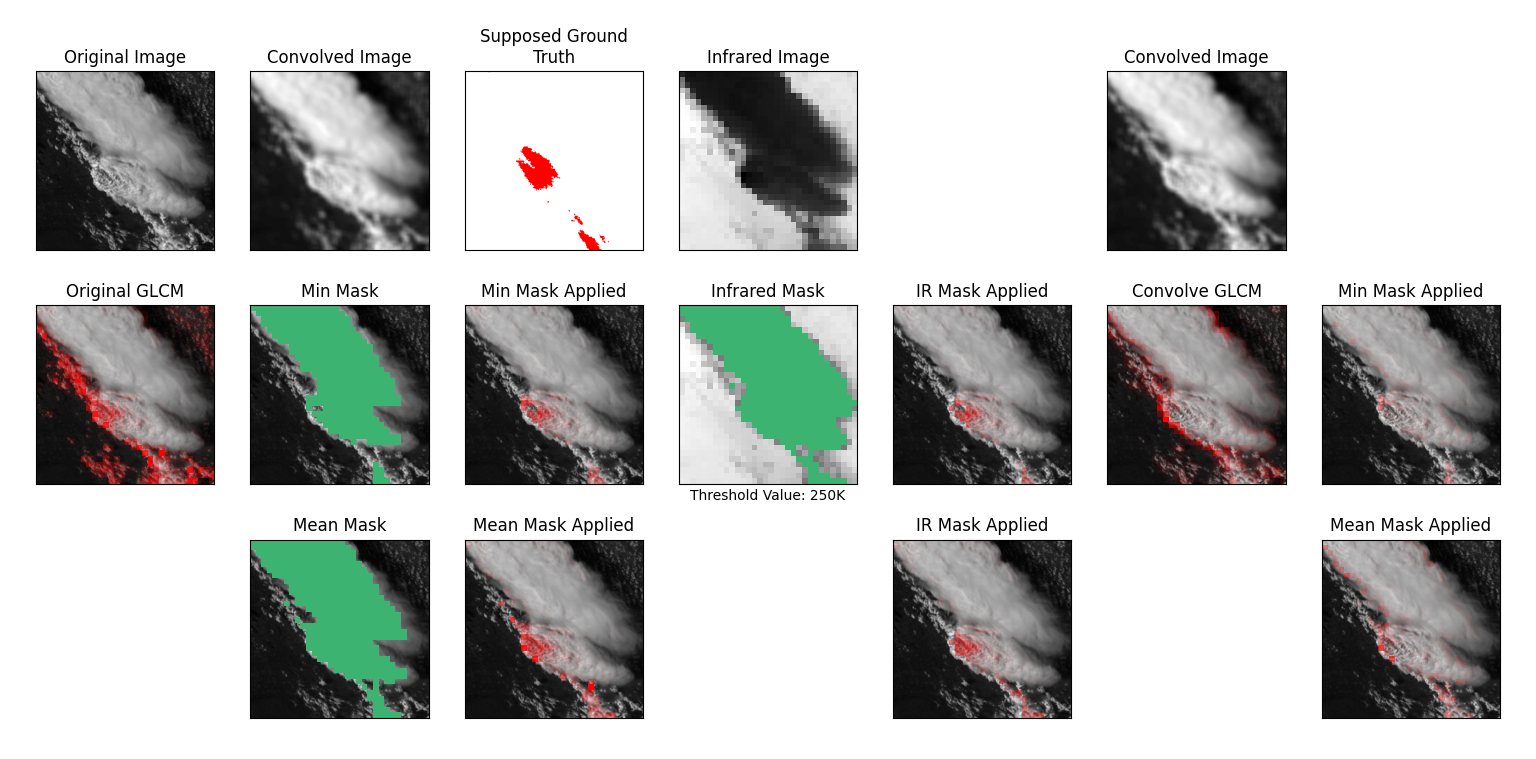 Original Image
Convolved Image
Supposed Ground
Truth
Infrared Image
Convolved Image
Original GLCM
Min Mask
Min Mask Applied
Infrared Mask
IR Mask Applied
Convolve GLCM
Min Mask Applied
Threshold Value: 250K
Mean Mask
Mean Mask Applied
IR Mask Applied
Mean Mask Applied